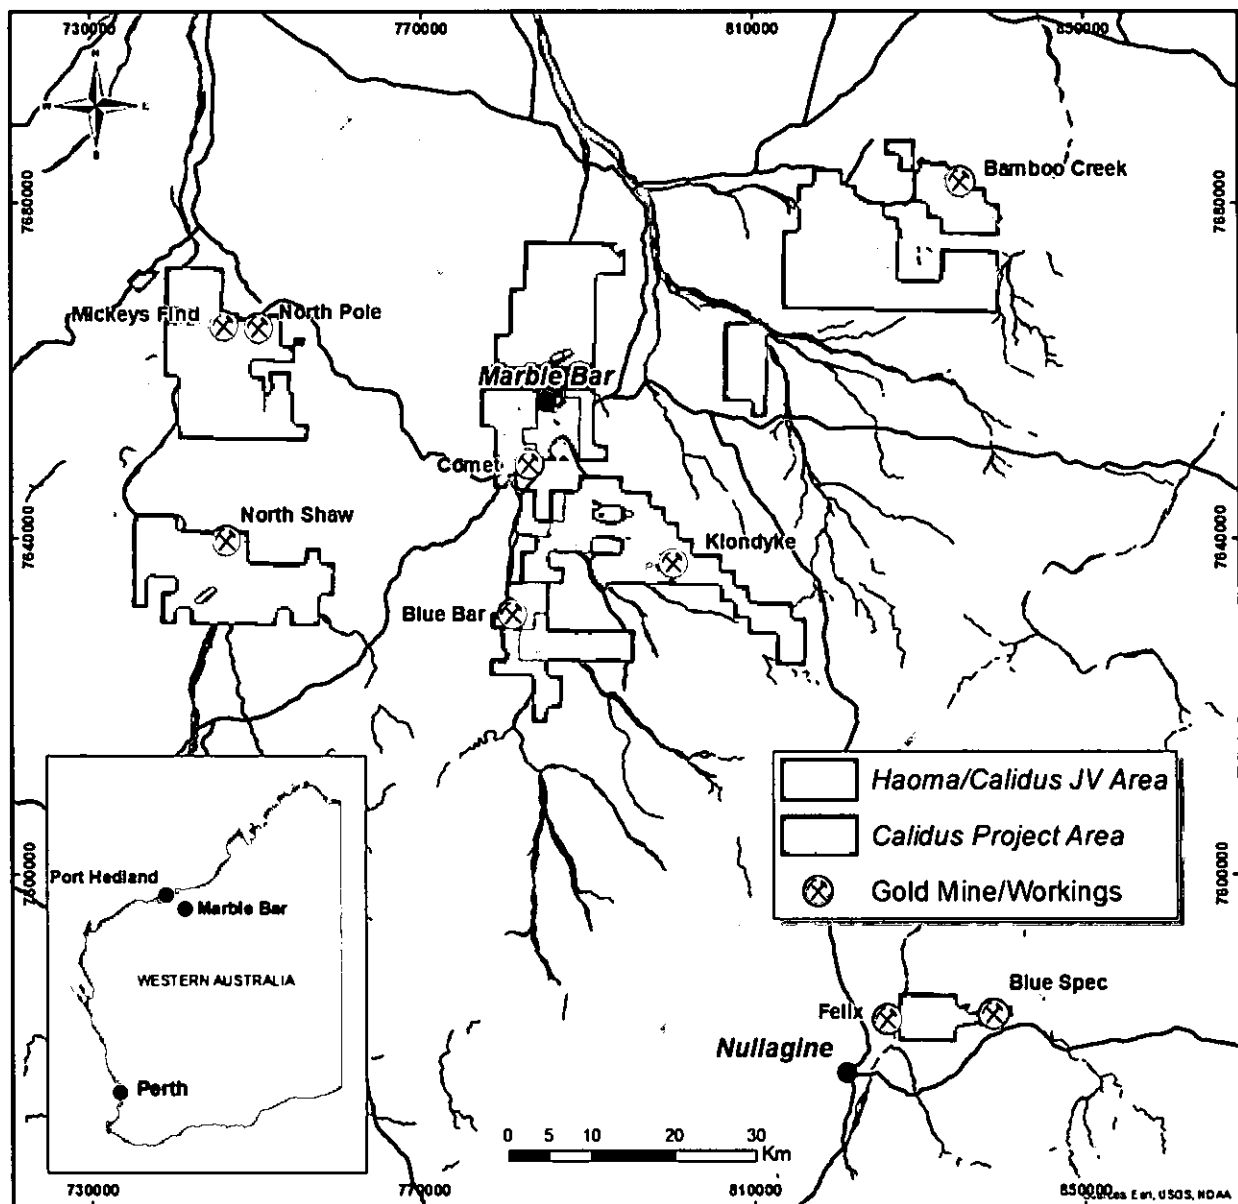 730000 770000 810000 850000
N
W E
S
7680000 7680000
Bamboo Creek
Mickeys Find North Pole
Marble Bar
Comet
North Shaw
7640000 7640000
Klondyke
Blue Bar
Haoma/Calidus JV Area
Calidus Project Area
Gold Mine/Workings
7600000 7600000
Port Hedland
Marble Bar
WESTERN AUSTRALIA
Perth
Blue Spec
Felix
Nullagine
0 5 10 20 30
Km
730000 770000 810000 850000
USGS, NOAA